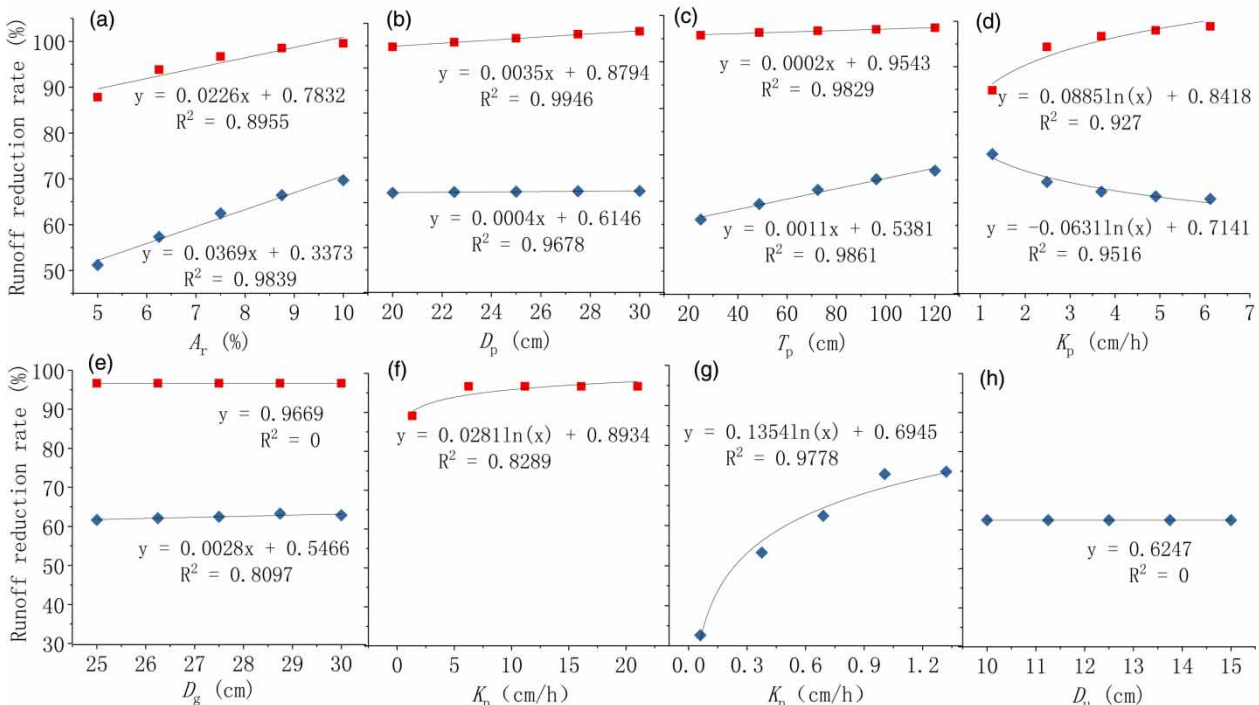 Runoff reduction rate (%)
100
90
80
70
60
50
(a)
y = 0.0226x + 0.7832
R² = 0.8955
y = 0.0369x + 0.3373
R² = 0.9839
5 6 7 8 9 10
A_r (%)
(b)
y = 0.0035x + 0.8794
R² = 0.9946
y = 0.0004x + 0.6146
R² = 0.9678
20 22 24 26 28 30
D_p (cm)
(c)
y = 0.0002x + 0.9543
R² = 0.9829
y = 0.0011x + 0.5381
R² = 0.9861
20 40 60 80 100 120
T_p (cm)
(d)
y = 0.0885ln(x) + 0.8418
R² = 0.927
y = -0.0631ln(x) + 0.7141
R² = 0.9516
1 2 3 4 5 6 7
K_p (cm/h)
Runoff reduction rate (%)
100
90
80
70
60
50
40
30
(e)
y = 0.9669
R² = 0
y = 0.0028x + 0.5466
R² = 0.8097
25 26 27 28 29 30
D_g (cm)
(f)
y = 0.0281ln(x) + 0.8934
R² = 0.8289
0 5 10 15 20
K_n (cm/h)
(g)
y = 0.1354ln(x) + 0.6945
R² = 0.9778
0.0 0.3 0.6 0.9 1.2
K_n (cm/h)
(h)
y = 0.6247
R² = 0
10 11 12 13 14 15
D_u (cm)